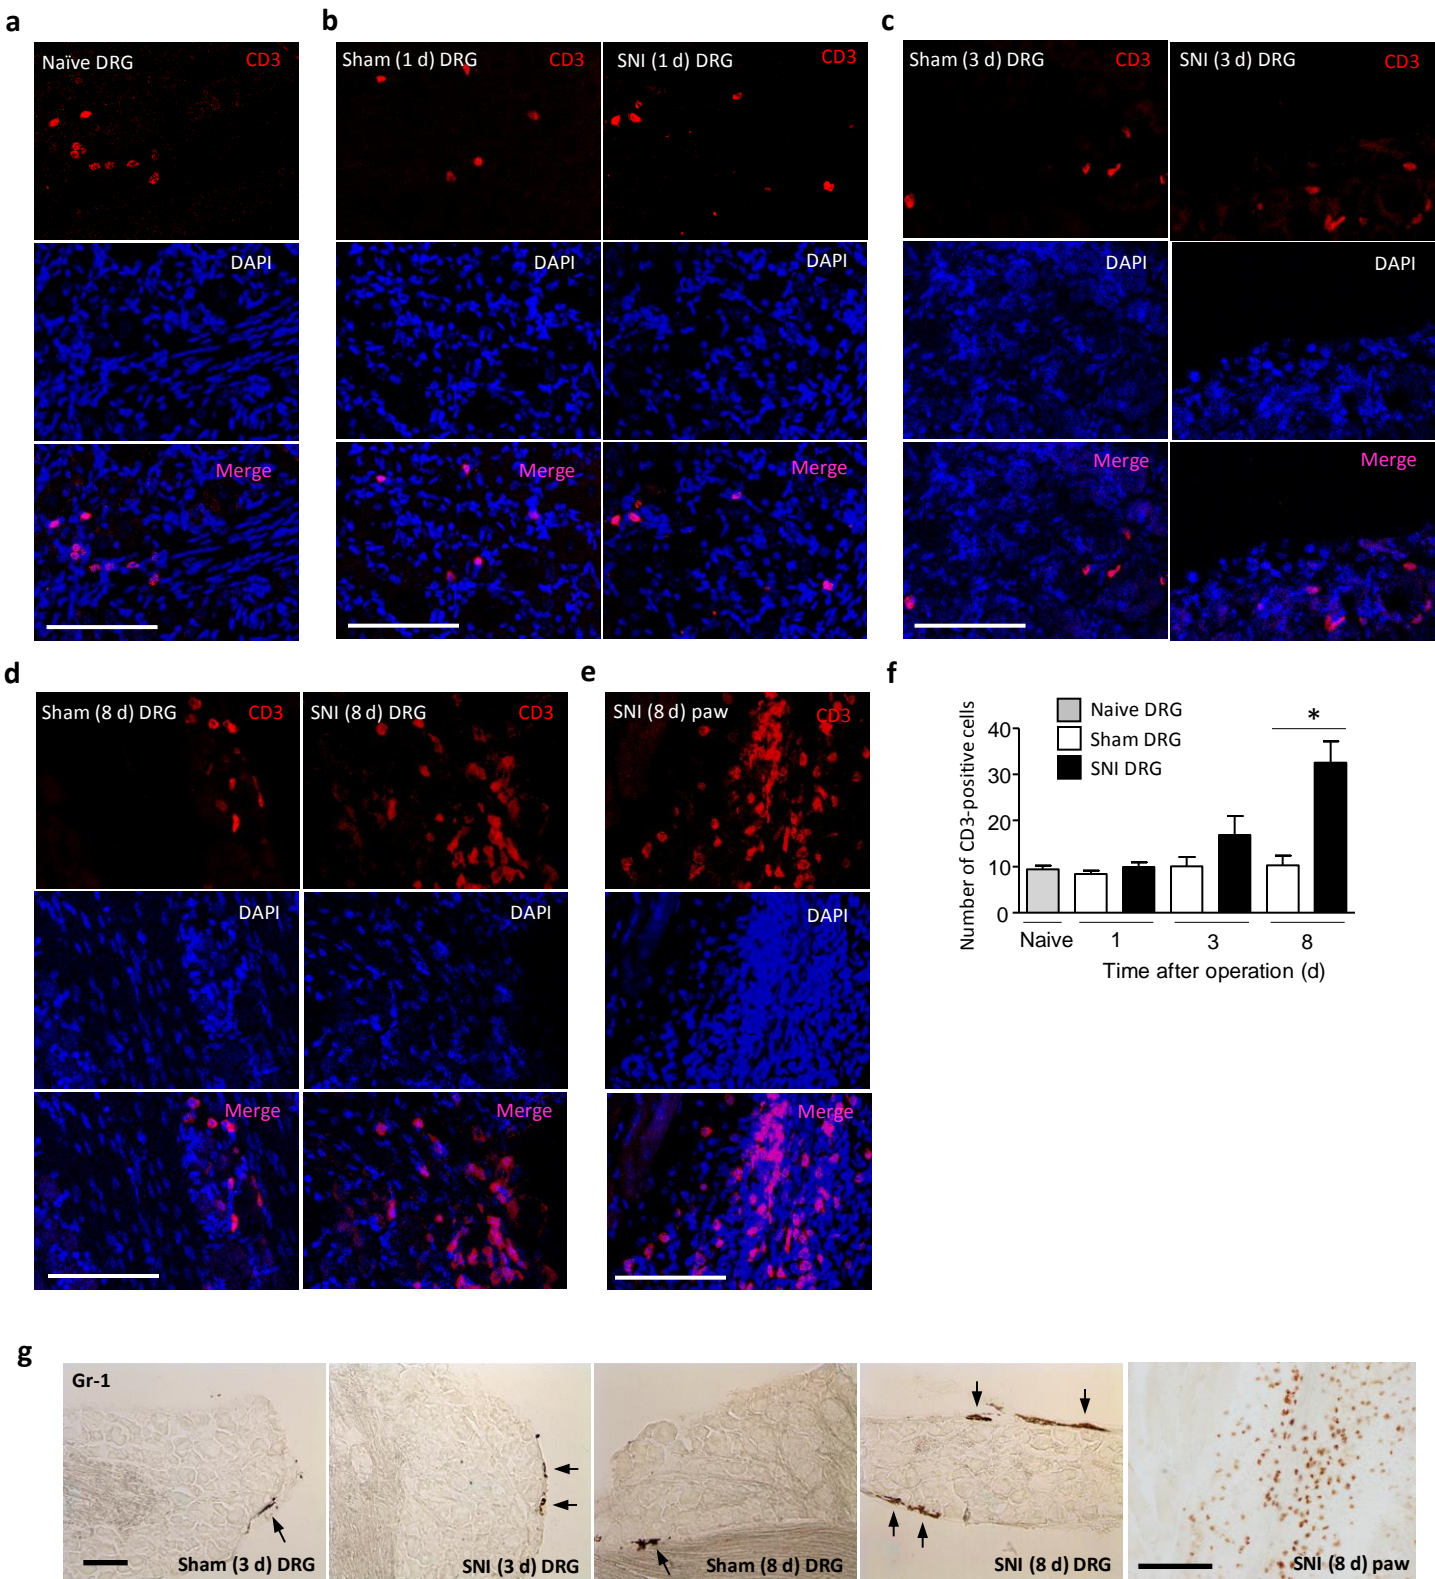 a
Naïve DRG
CD3
DAPI
Merge
b
Sham (1 d) DRG
CD3
SNI (1 d) DRG
CD3
DAPI
DAPI
Merge
Merge
c
Sham (3 d) DRG
CD3
SNI (3 d) DRG
CD3
DAPI
DAPI
Merge
Merge
d
Sham (8 d) DRG
CD3
SNI (8 d) DRG
CD3
DAPI
DAPI
Merge
Merge
e
SNI (8 d) paw
CD3
DAPI
Merge
f
Number of CD3-positive cells
40
30
20
10
0
Naive DRG
Sham DRG
SNI DRG
*
Naive
1
3
8
Time after operation (d)
g
Gr-1
Sham (3 d) DRG
SNI (3 d) DRG
Sham (8 d) DRG
SNI (8 d) DRG
SNI (8 d) paw